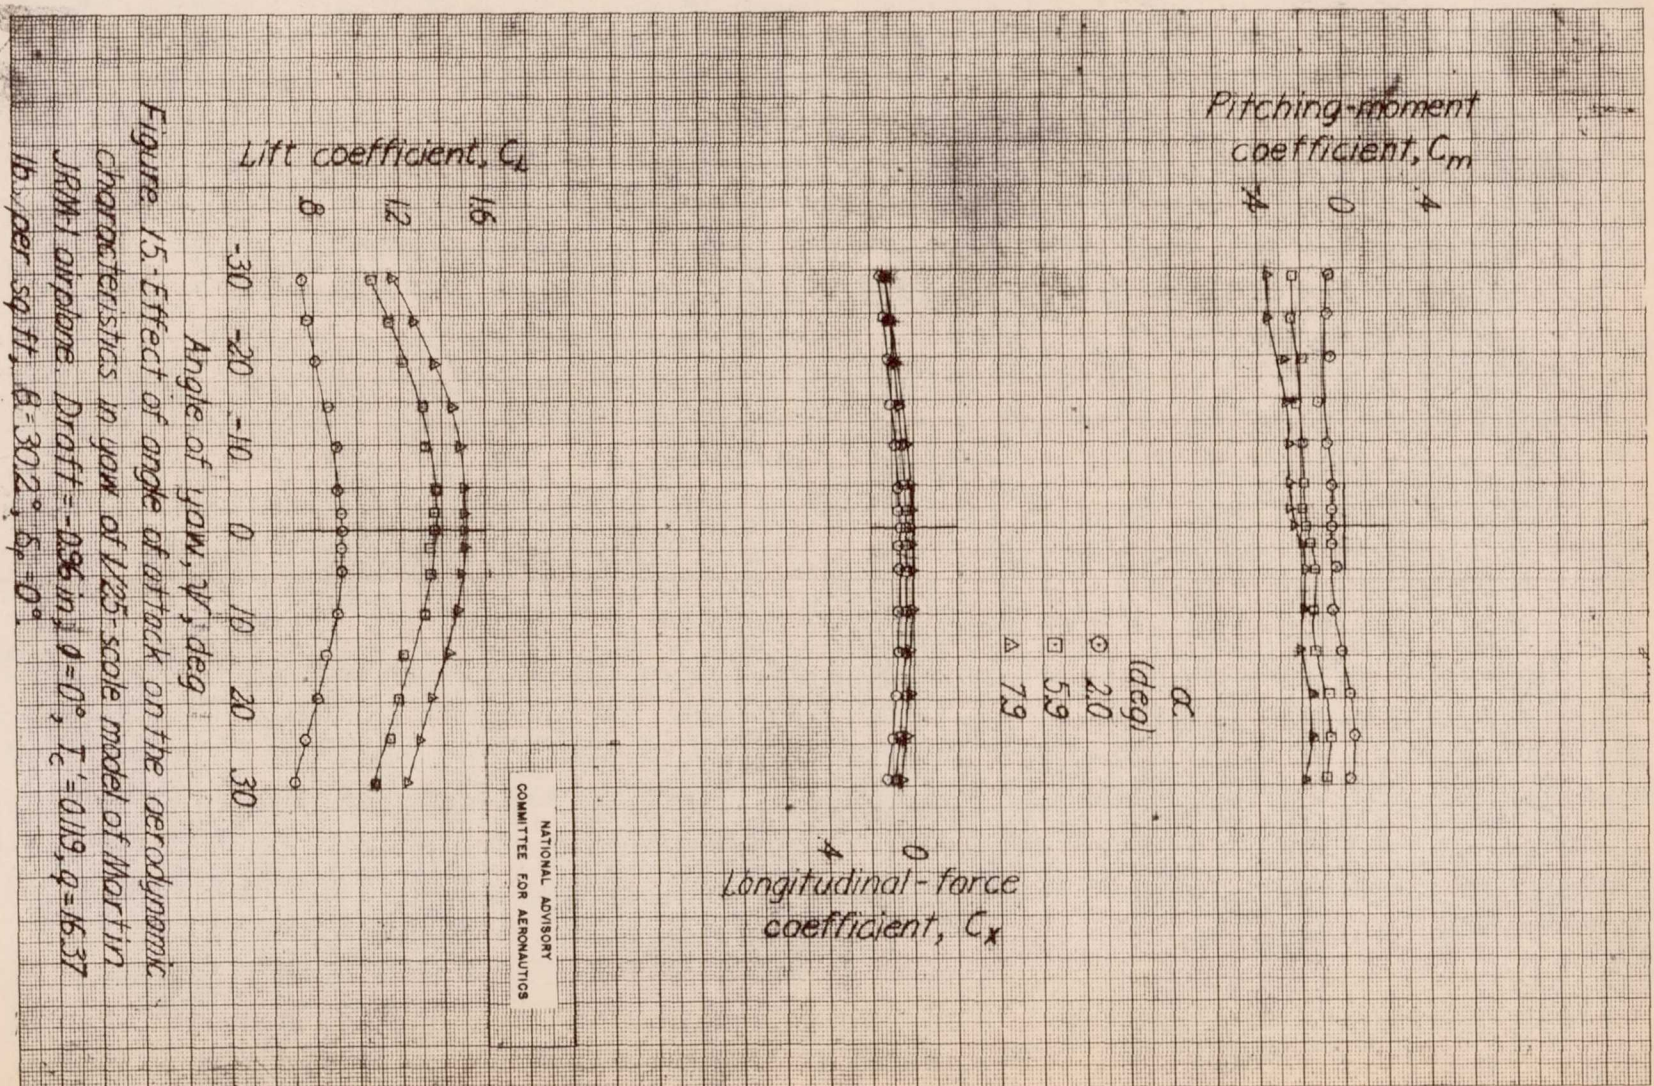 Pitching-moment
coefficient, Cm
-.4
0
.4
α
(deg)
⊙ 2.0
⊡ 5.9
△ 7.9
0
.4
Longitudinal-force
coefficient, Cx
Lift coefficient, CL
1.6
1.2
.8
-30 -20 -10 0 10 20 30
Angle of yaw, ψ, deg
NATIONAL ADVISORY
COMMITTEE FOR AERONAUTICS
Figure 15.-Effect of angle of attack on the aerodynamic
characteristics in yaw of 1/25-scale model of Martin
JRM-1 airplane. Draft = -0.96 in, θ=0°, Tc'=0.119, q=16.37
lb. per sq ft, β=30.2°, =0°.